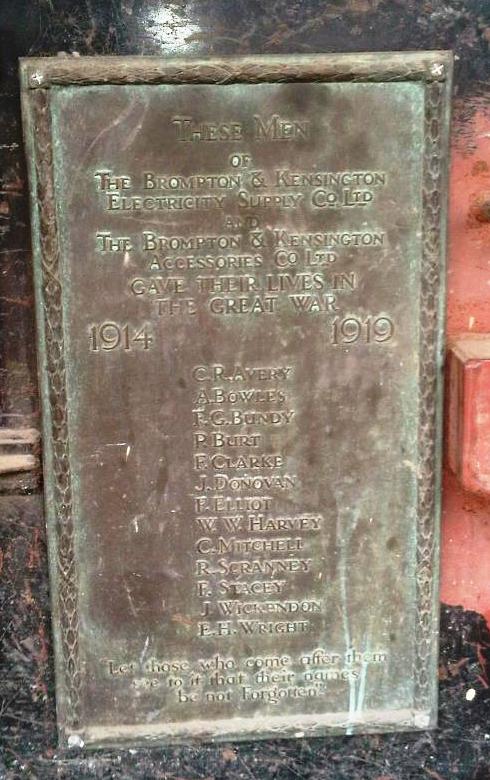 THESE MEN
OF
THE BROMPTON & KENSINGTON
ELECTRICITY SUPPLY CO. LTD
AND
THE BROMPTON & KENSINGTON
ACCESSORIES CO LTD
GAVE THEIR LIVES IN
THE GREAT WAR
1914 1919
C.R. AVERY
A. BOWLES
F.G. BUNDY
P. BURT
F. CLARKE
J. DONOVAN
F. ELLIOT
W. W. HARVEY
C. MITCHELL
R. SCRANNEY
F. STACEY
J. WICKENDON
E.H. WRIGHT
"Let those who come after them
see to it that their names
be not Forgotten"